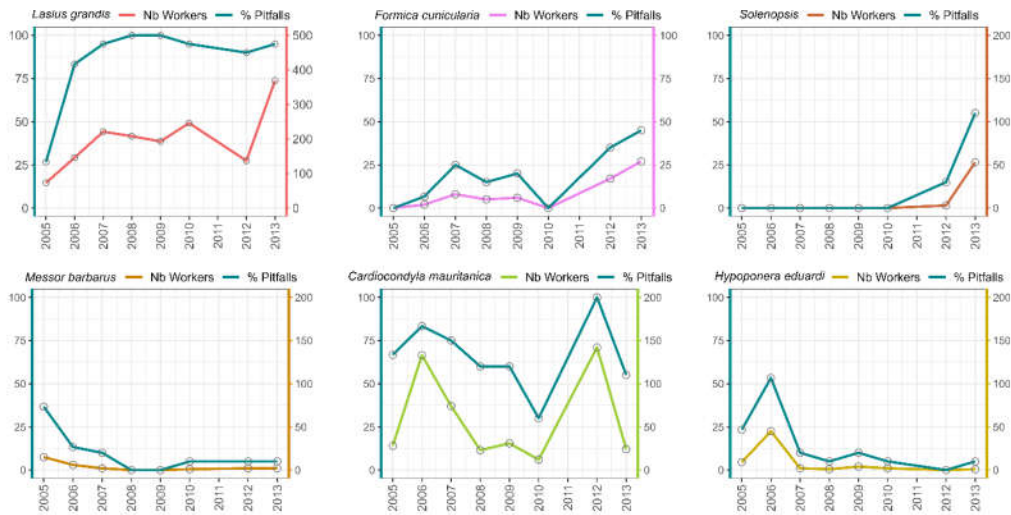 Lasius grandis Nb Workers % Pitfalls
Formica cunicularia Nb Workers % Pitfalls
Solenopsis Nb Workers % Pitfalls
100 500 100 100 100 200
400
75 75 75 75 150
300
50 50 50 50 100
200
25 25 25 25 50
100
0 0 0 0 0 0
2005 2006 2007 2008 2009 2010 2011 2012 2013
2005 2006 2007 2008 2009 2010 2011 2012 2013
2005 2006 2007 2008 2009 2010 2011 2012 2013
Messor barbarus Nb Workers % Pitfalls
Cardiocondyla mauritanica Nb Workers % Pitfalls
Hypoponera eduardi Nb Workers % Pitfalls
100 200 100 200 100 200
75 150 75 150 75 150
50 100 50 100 50 100
25 50 25 50 25 50
0 0 0 0 0 0
2005 2006 2007 2008 2009 2010 2011 2012 2013
2005 2006 2007 2008 2009 2010 2011 2012 2013
2005 2006 2007 2008 2009 2010 2011 2012 2013